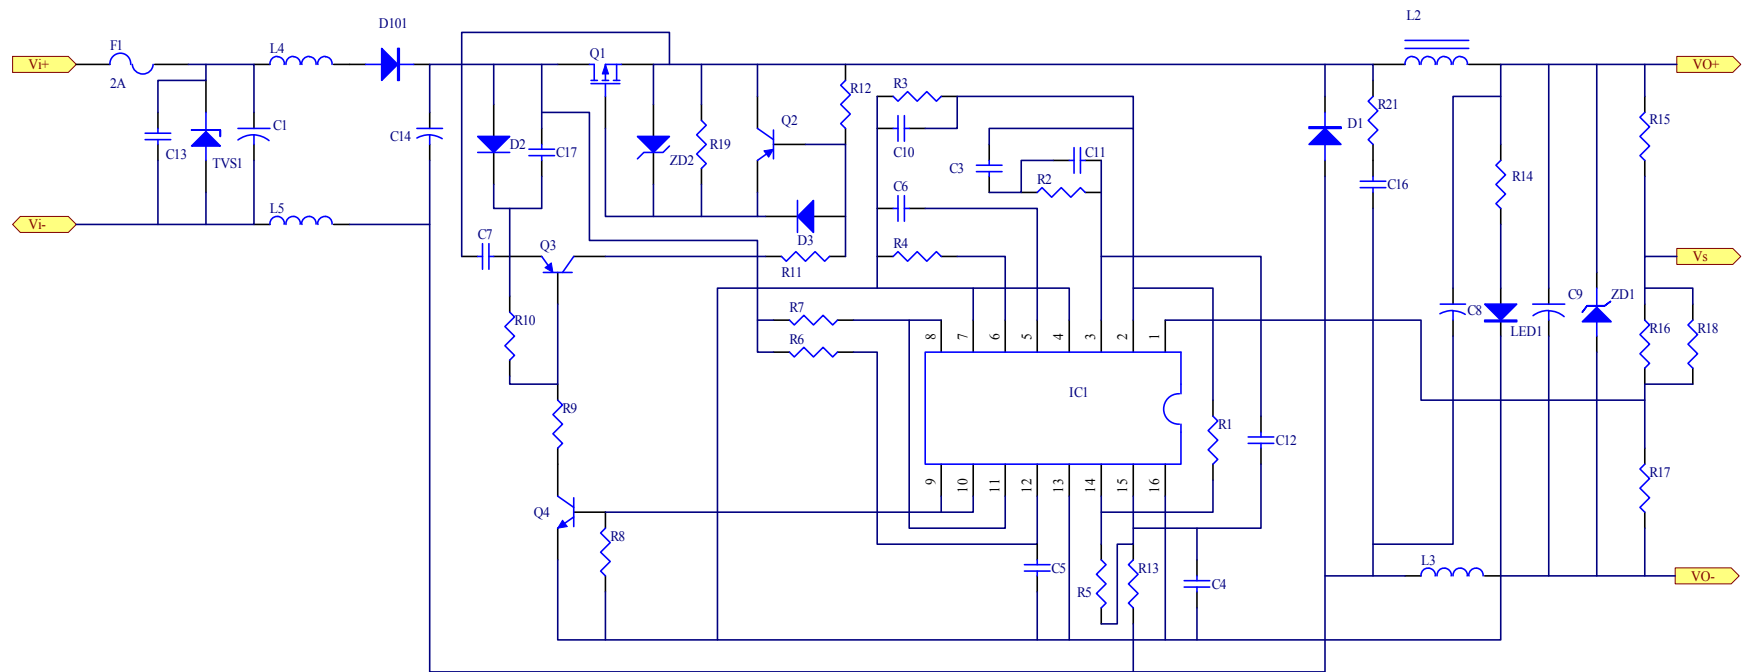 D101
L2
F1
L4
Q1
Vi+
VO+
2A
R12
R3
R21
C1
C14
Q2
D1
R15
C13
TVS1
D2
C17
ZD2
R19
C10
C3
C11
R2
R14
C16
C6
L5
Vi-
C7
Q3
D3
R4
R11
Vs
R10
R7
R6
8
7
6
5
4
3
2
1
C8
LED1
C9
ZD1
R16
R18
IC1
R9
R1
C12
R17
9
10
11
12
13
14
15
16
Q4
R8
C5
R5
R13
C4
L3
VO-